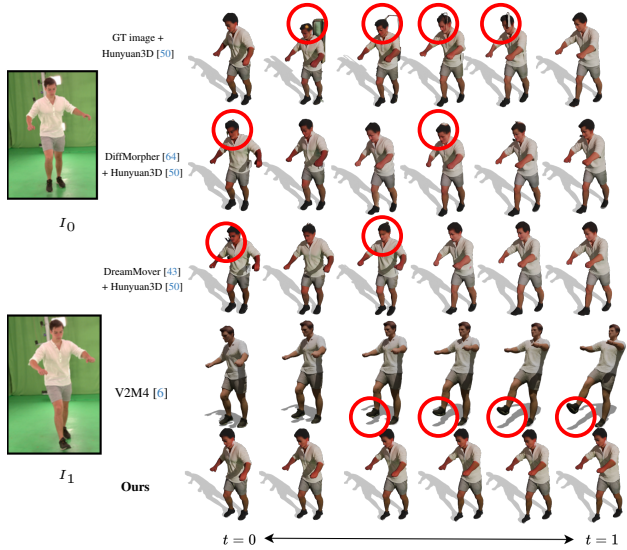 GT image +
Hunyuan3D [50]
DiffMorpher [64]
+ Hunyuan3D [50]
I₀
DreamMover [43]
+ Hunyuan3D [50]
V2M4 [6]
I₁
Ours
t = 0
t = 1